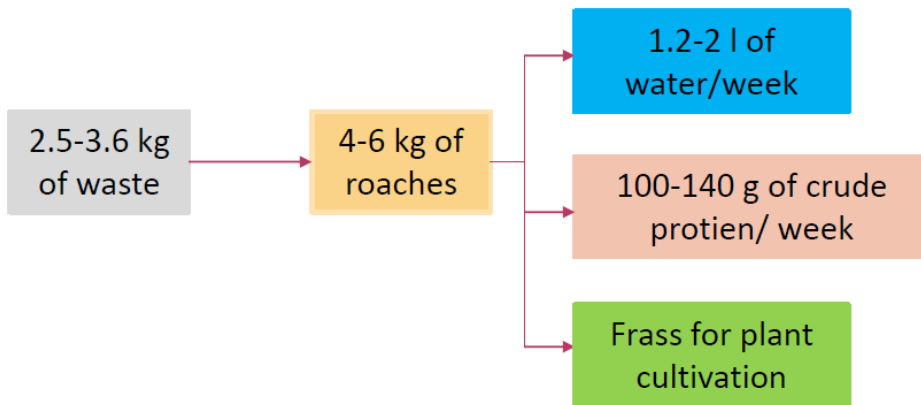 2.5-3.6 kg
of waste
4-6 kg of
roaches
1.2-2 l of
water/week
100-140 g of crude
protien/ week
Frass for plant
cultivation